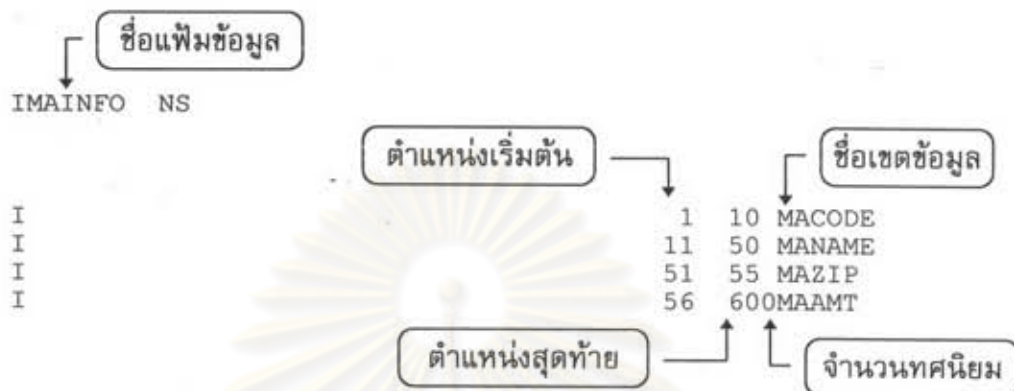 ชื่อแฟ้มข้อมูล
IMAINFO NS
ตำแหน่งเริ่มต้น
ชื่อเขตข้อมูล
I 1 10 MACODE
I 11 50 MANAME
I 51 55 MAZIP
I 56 600MAAMT
ตำแหน่งสุดท้าย
จำนวนทศนิยม